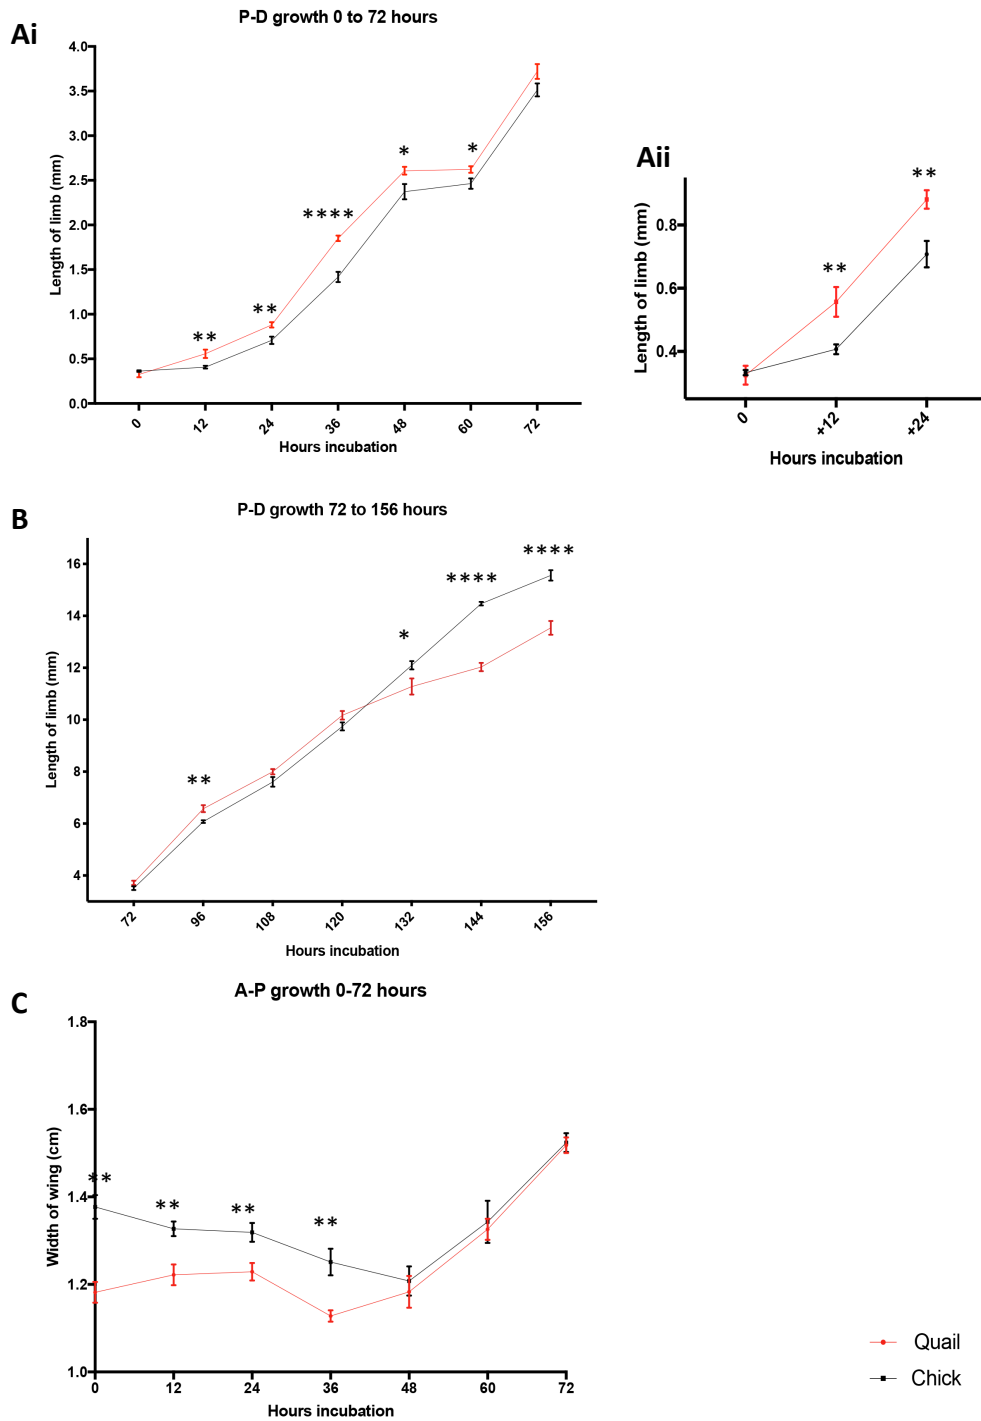 Ai
P-D growth 0 to 72 hours
Length of limb (mm)
4.0
3.5
3.0
2.5
2.0
1.5
1.0
0.5
0.0
**
**
****
*
*
0 12 24 36 48 60 72
Hours incubation
Aii
Length of limb (mm)
0.8
0.6
0.4
**
**
0 +12 +24
Hours incubation
B
P-D growth 72 to 156 hours
Length of limb (mm)
16
14
12
10
8
6
4
**
*
****
****
72 96 108 120 132 144 156
Hours incubation
C
A-P growth 0-72 hours
Width of wing (cm)
1.8
1.6
1.4
1.2
1.0
**
**
**
**
0 12 24 36 48 60 72
Hours incubation
Quail
Chick